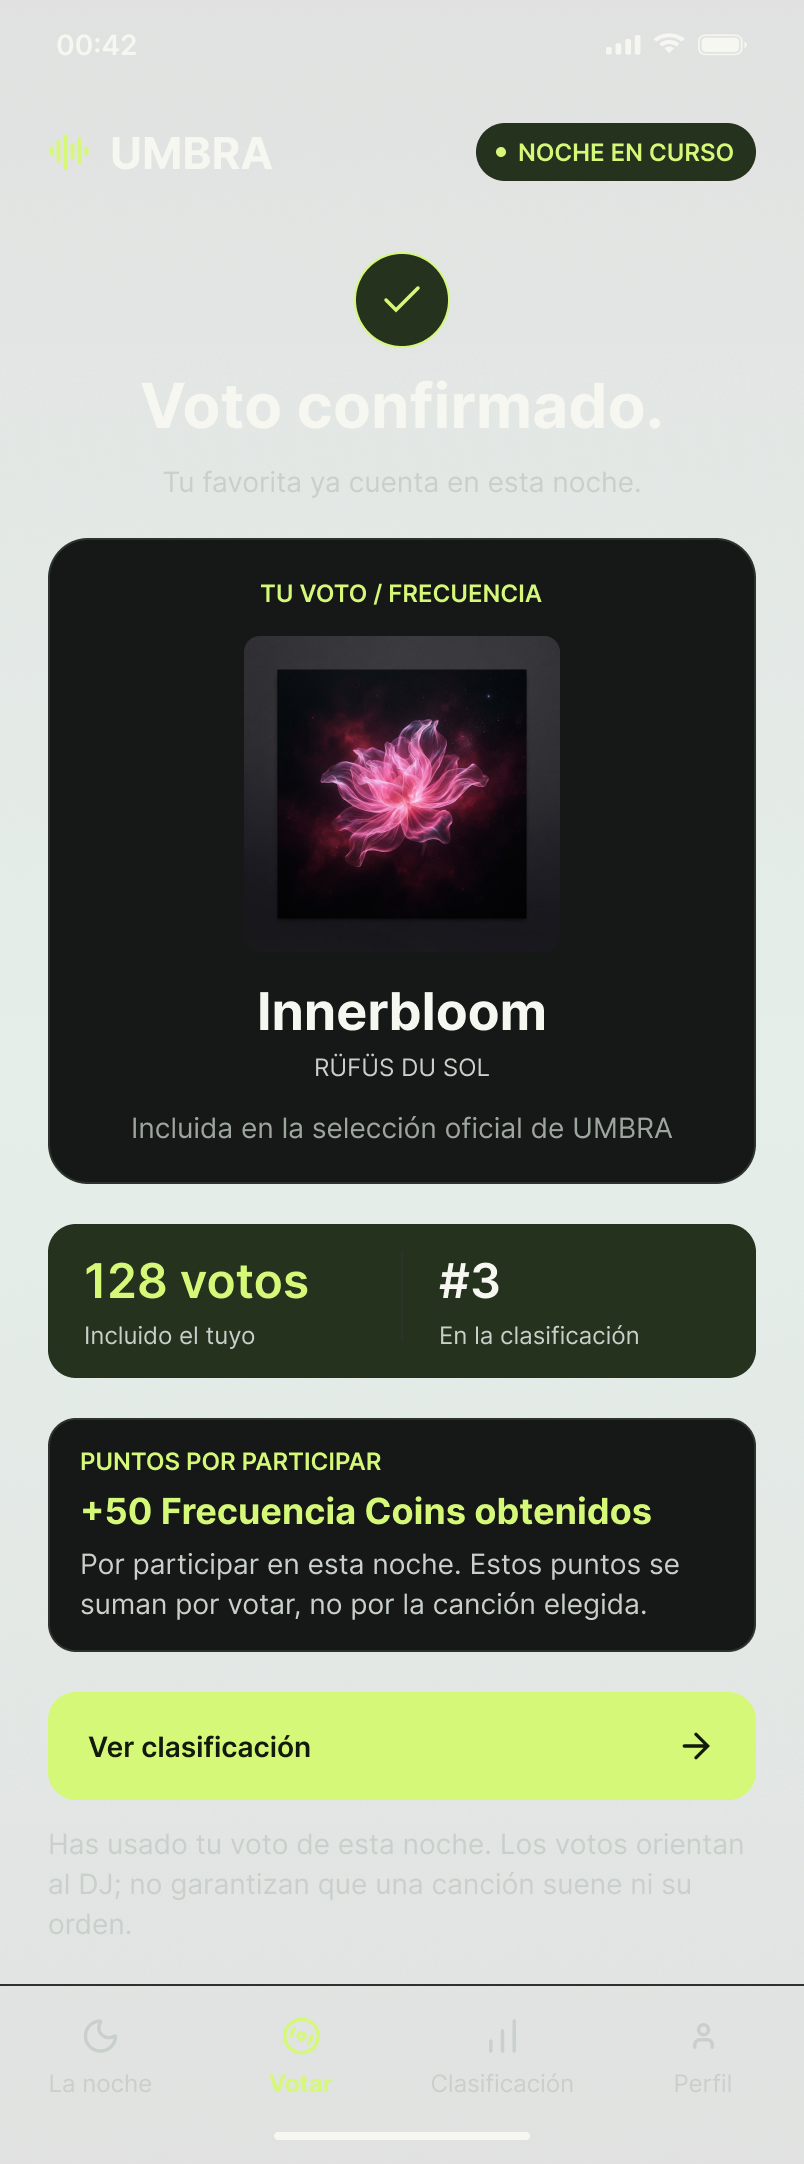 00:42
UMBRA
NOCHE EN CURSO
Voto confirmado.
Tu favorita ya cuenta en esta noche.
TU VOTO / FRECUENCIA
Innerbloom
RÜFÜS DU SOL
Incluida en la selección oficial de UMBRA
128 votos
Incluido el tuyo
#3
En la clasificación
PUNTOS POR PARTICIPAR
+50 Frecuencia Coins obtenidos
Por participar en esta noche. Estos puntos se
suman por votar, no por la canción elegida.
Ver clasificación
Has usado tu voto de esta noche. Los votos orientan
al DJ; no garantizan que una canción suene ni su
orden.
La noche
Votar
Clasificación
Perfil